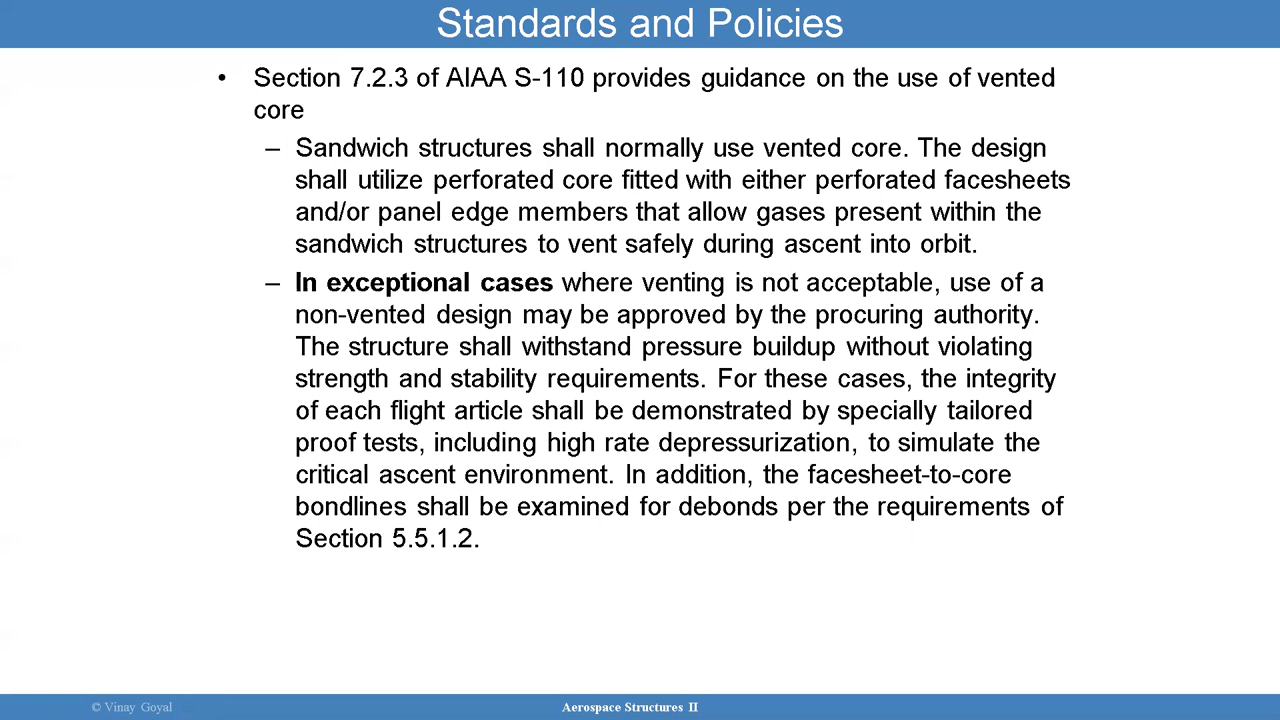 Standards and Policies
• Section 7.2.3 of AIAA S-110 provides guidance on the use of vented
core
– Sandwich structures shall normally use vented core. The design
shall utilize perforated core fitted with either perforated facesheets
and/or panel edge members that allow gases present within the
sandwich structures to vent safely during ascent into orbit.
– In exceptional cases where venting is not acceptable, use of a
non-vented design may be approved by the procuring authority.
The structure shall withstand pressure buildup without violating
strength and stability requirements. For these cases, the integrity
of each flight article shall be demonstrated by specially tailored
proof tests, including high rate depressurization, to simulate the
critical ascent environment. In addition, the facesheet-to-core
bondlines shall be examined for debonds per the requirements of
Section 5.5.1.2.
© Vinay Goyal
Aerospace Structures II